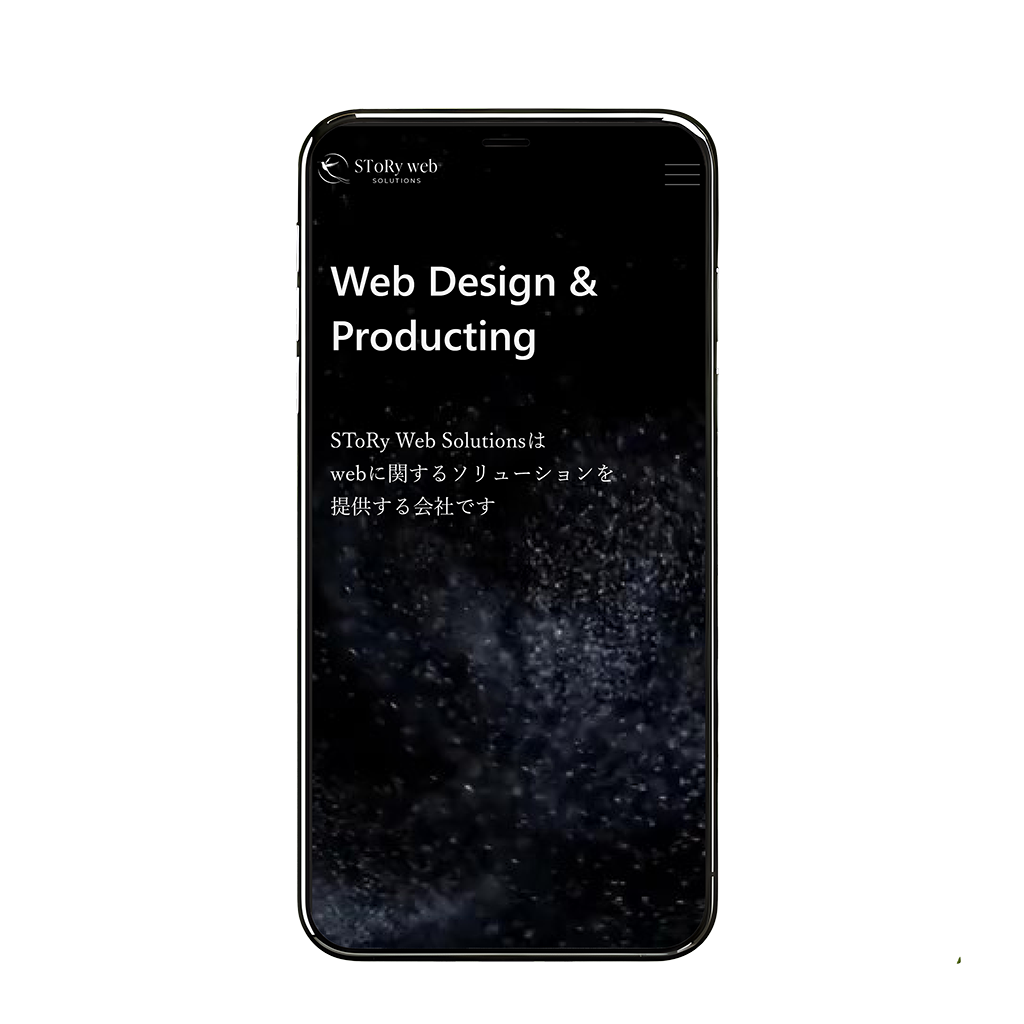 SToRy web
SOLUTIONS
Web Design &
Producting
SToRy Web Solutionsは
webに関するソリューションを
提供する会社です